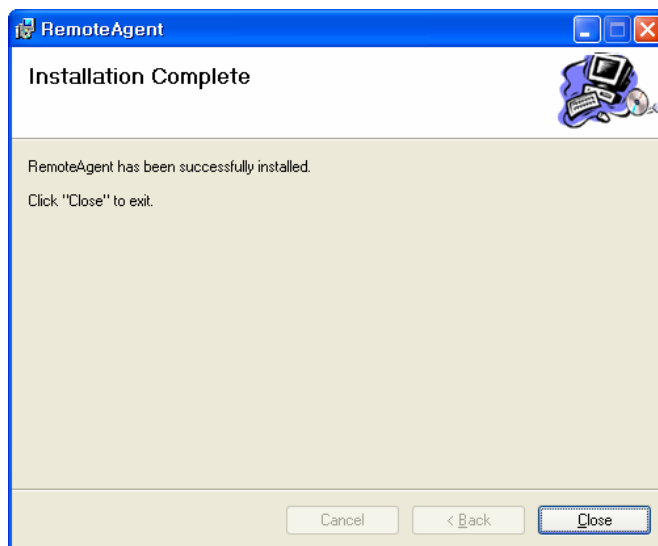 RemoteAgent
Installation Complete
RemoteAgent has been successfully installed.
Click "Close" to exit.
Cancel
< Back
Close